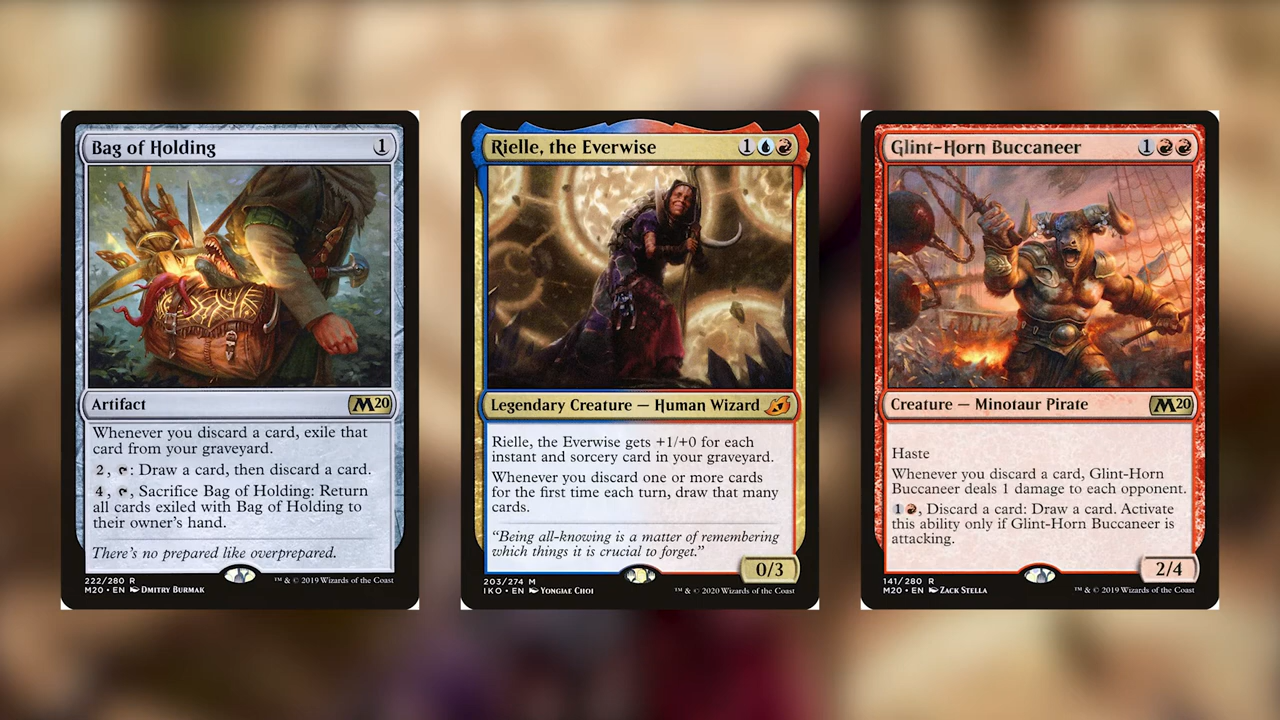 Bag of Holding 1
Artifact M20
Whenever you discard a card, exile that
card from your graveyard.
2, : Draw a card, then discard a card.
4, , Sacrifice Bag of Holding: Return
all cards exiled with Bag of Holding to
their owner's hand.
There's no prepared like overprepared.
222/280 R
M20 • EN DMITRY BURMAK
™ & © 2019 Wizards of the Coast
Rielle, the Everwise 1
Legendary Creature — Human Wizard
Rielle, the Everwise gets +1/+0 for each
instant and sorcery card in your graveyard.
Whenever you discard one or more cards
for the first time each turn, draw that many
cards.
“Being all-knowing is a matter of remembering
which things it is crucial to forget.”
0/3
203/274 M
IKO • EN YONGJAE CHOI
™ & © 2020 Wizards of the Coast
Glint-Horn Buccaneer 1
Creature — Minotaur Pirate M20
Haste
Whenever you discard a card, Glint-Horn
Buccaneer deals 1 damage to each opponent.
1 , Discard a card: Draw a card. Activate
this ability only if Glint-Horn Buccaneer is
attacking.
2/4
141/280 R
M20 • EN ZACK STELLA
™ & © 2019 Wizards of the Coast